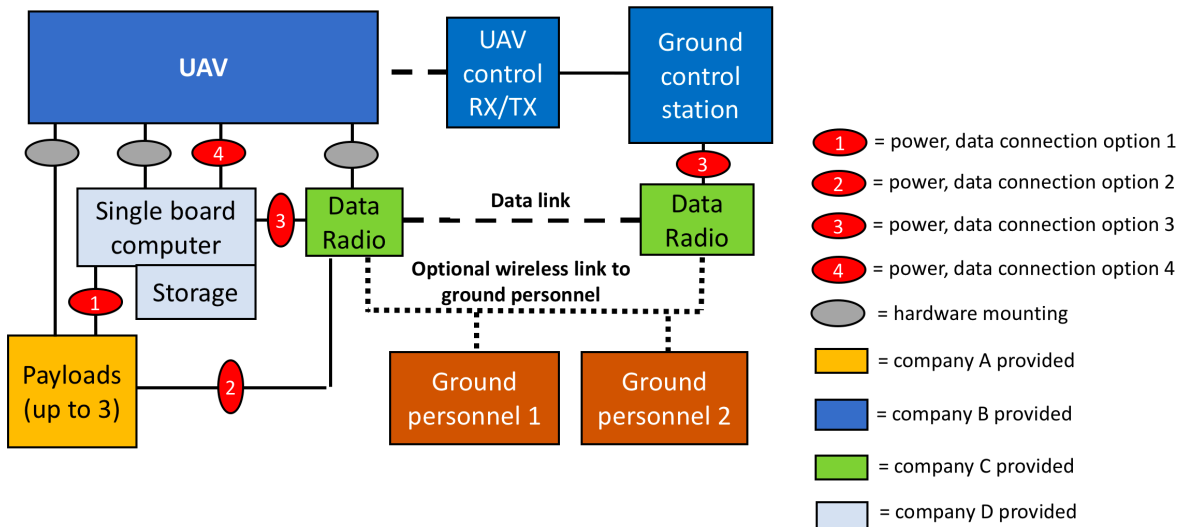 UAV
UAV
control
RX/TX
Ground
control
station
4
3
Single board
computer
3
Data
Radio
Data link
Data
Radio
Storage
1
Optional wireless link to
ground personnel
Payloads
(up to 3)
2
Ground
personnel 1
Ground
personnel 2
1 = power, data connection option 1
2 = power, data connection option 2
3 = power, data connection option 3
4 = power, data connection option 4
= hardware mounting
= company A provided
= company B provided
= company C provided
= company D provided